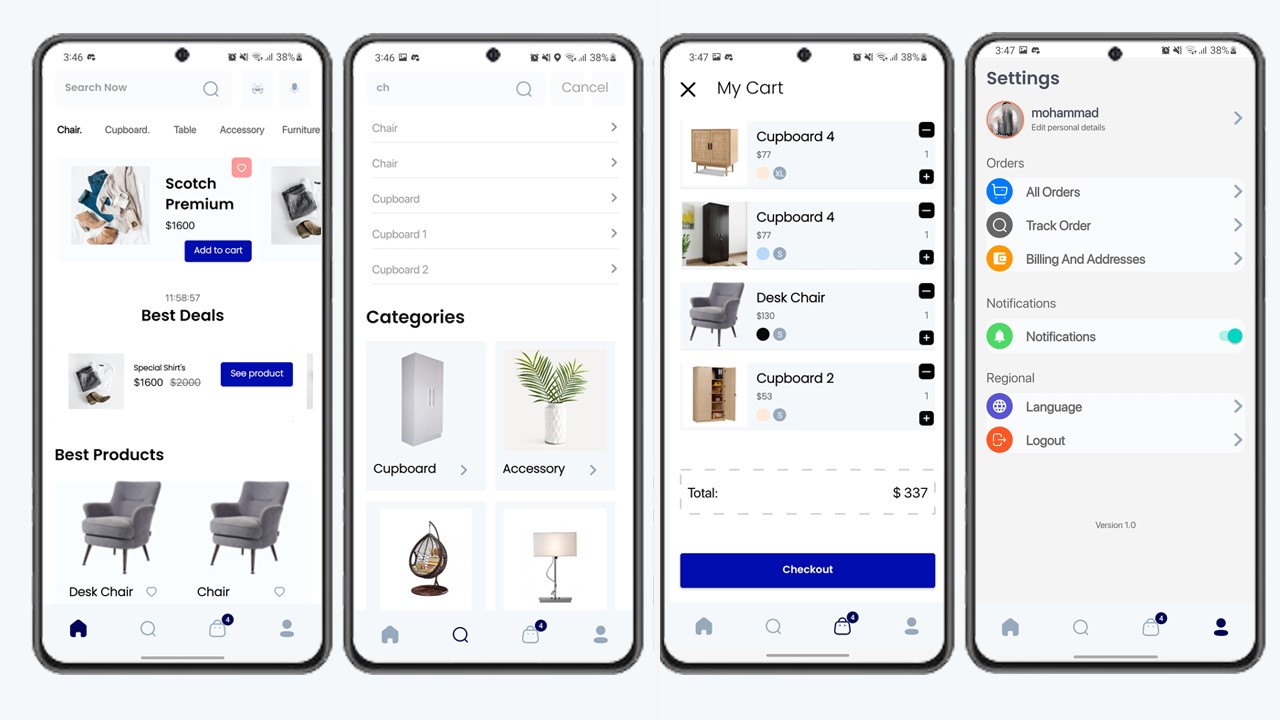 3:46
38%
Search Now
Chair.
Cupboard.
Table
Accessory
Furniture
Scotch
Premium
$1600
Add to cart
11:58:57
Best Deals
Special Shirt's
$1600 $2000
See product
Best Products
Desk Chair
Chair
4
3:46
38%
ch
Cancel
Chair
Chair
Cupboard
Cupboard 1
Cupboard 2
Categories
Cupboard
Accessory
4
3:47
38%
My Cart
Cupboard 4
$77
1
XL
Cupboard 4
$77
1
S
Desk Chair
$130
1
S
Cupboard 2
$53
1
S
Total:
$ 337
Checkout
4
3:47
38%
Settings
mohammad
Edit personal details
Orders
All Orders
Track Order
Billing And Addresses
Notifications
Notifications
Regional
Language
Logout
Version 1.0
4